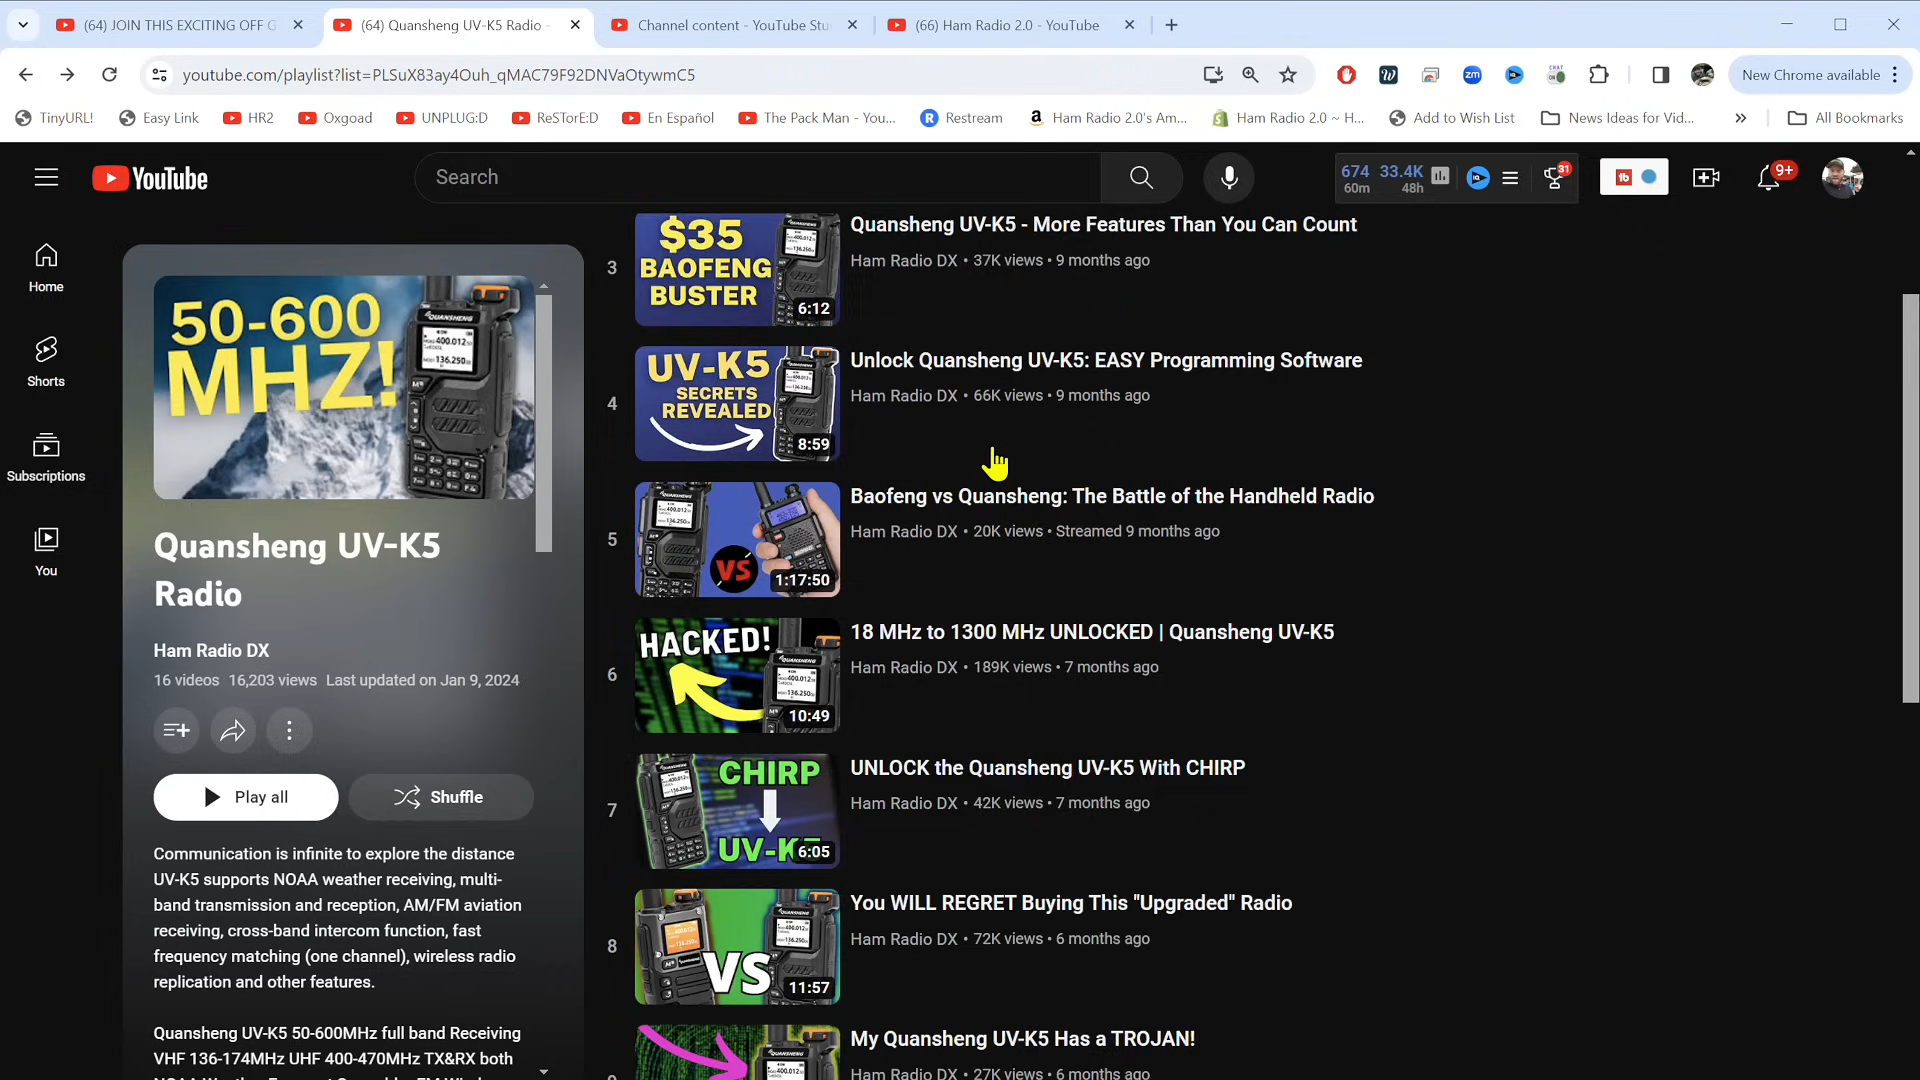 (64) JOIN THIS EXCITING OFF G
(64) Quansheng UV-K5 Radio -
Channel content - YouTube Stu
(66) Ham Radio 2.0 - YouTube
youtube.com/playlist?list=PLSuX83ay4Ouh_qMAC79F92DNVaOtywmC5
New Chrome available
TinyURL!
Easy Link
HR2
Oxgoad
UNPLUG:D
ReSTorE:D
En Español
The Pack Man - You...
Restream
Ham Radio 2.0's Am...
Ham Radio 2.0 ~ H...
Add to Wish List
News Ideas for Vid...
All Bookmarks
YouTube
Search
674 33.4K
60m 48h
31
9+
Home
Shorts
Subscriptions
You
50-600
MHZ!
QUANSHENG
400.012
136.250
Quansheng UV-K5
Radio
Ham Radio DX
16 videos 16,203 views Last updated on Jan 9, 2024
Play all
Shuffle
Communication is infinite to explore the distance
UV-K5 supports NOAA weather receiving, multi-
band transmission and reception, AM/FM aviation
receiving, cross-band intercom function, fast
frequency matching (one channel), wireless radio
replication and other features.
Quansheng UV-K5 50-600MHz full band Receiving
VHF 136-174MHz UHF 400-470MHz TX&RX both
3
$35
BAOFENG
BUSTER
6:12
Quansheng UV-K5 - More Features Than You Can Count
Ham Radio DX • 37K views • 9 months ago
4
UV-K5
SECRETS
REVEALED
8:59
Unlock Quansheng UV-K5: EASY Programming Software
Ham Radio DX • 66K views • 9 months ago
5
VS
1:17:50
Baofeng vs Quansheng: The Battle of the Handheld Radio
Ham Radio DX • 20K views • Streamed 9 months ago
6
HACKED!
10:49
18 MHz to 1300 MHz UNLOCKED | Quansheng UV-K5
Ham Radio DX • 189K views • 7 months ago
7
CHIRP
UV-K5
6:05
UNLOCK the Quansheng UV-K5 With CHIRP
Ham Radio DX • 42K views • 7 months ago
8
VS
11:57
You WILL REGRET Buying This "Upgraded" Radio
Ham Radio DX • 72K views • 6 months ago
My Quansheng UV-K5 Has a TROJAN!
Ham Radio DX • 27K views • 6 months ago